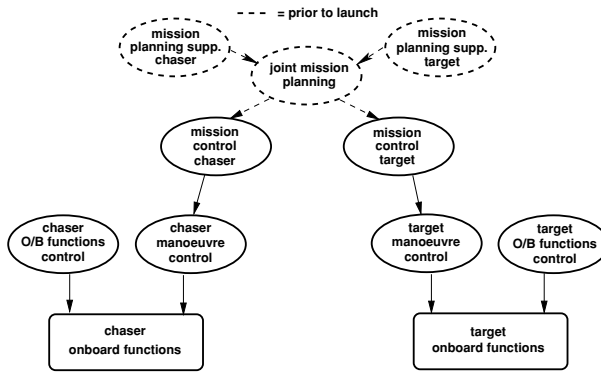 = prior to launch
mission
planning supp.
chaser
mission
planning supp.
target
joint mission
planning
mission
control
chaser
mission
control
target
chaser
O/B functions
control
chaser
manoeuvre
control
target
manoeuvre
control
target
O/B functions
control
chaser
onboard functions
target
onboard functions